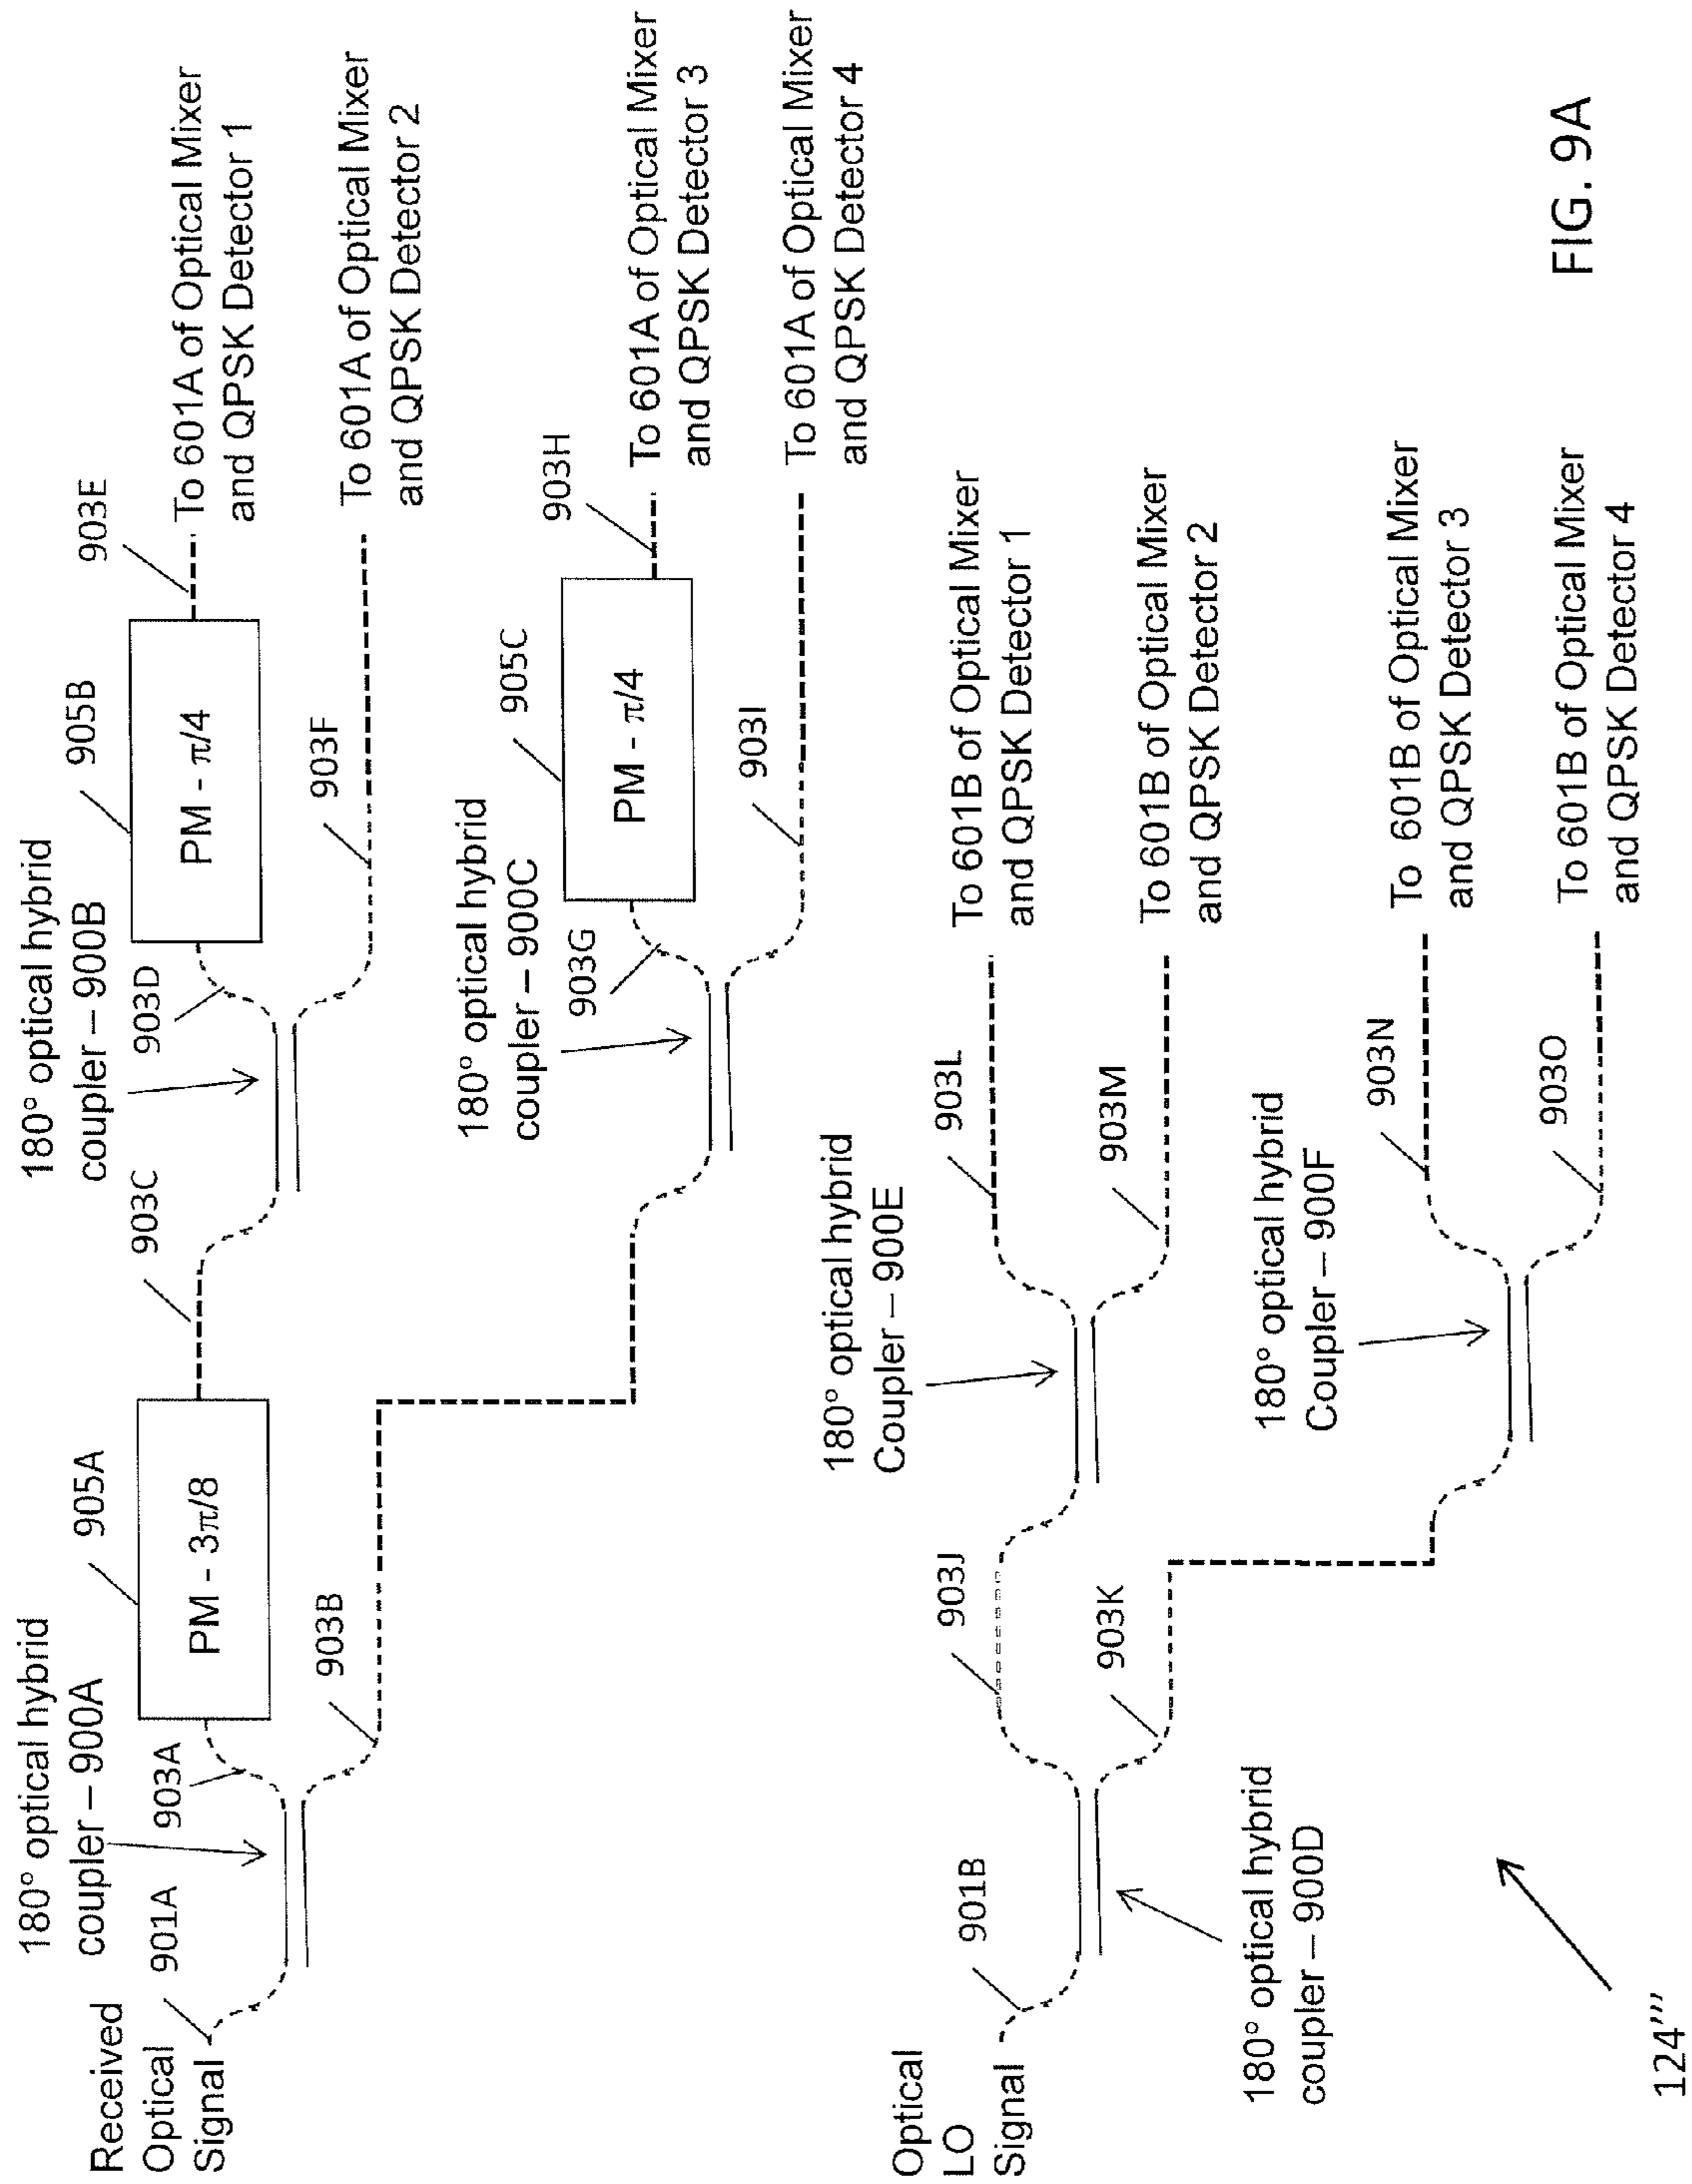 Received
Optical
Signal
901A
180° optical hybrid
coupler – 900A
903A
905A
PM - 3π/8
903B
903C
180° optical hybrid
coupler – 900B
903D
905B
PM - π/4
903E
903F
To 601A of Optical Mixer
and QPSK Detector 1
To 601A of Optical Mixer
and QPSK Detector 2
180° optical hybrid
coupler – 900C
903G
905C
PM - π/4
903H
903I
To 601A of Optical Mixer
and QPSK Detector 3
To 601A of Optical Mixer
and QPSK Detector 4
Optical
LO
Signal
901B
180° optical hybrid
coupler – 900D
903J
903K
180° optical hybrid
Coupler – 900E
903L
903M
To 601B of Optical Mixer
and QPSK Detector 1
To 601B of Optical Mixer
and QPSK Detector 2
180° optical hybrid
Coupler – 900F
903N
903O
To 601B of Optical Mixer
and QPSK Detector 3
To 601B of Optical Mixer
and QPSK Detector 4
124’’’
FIG. 9A